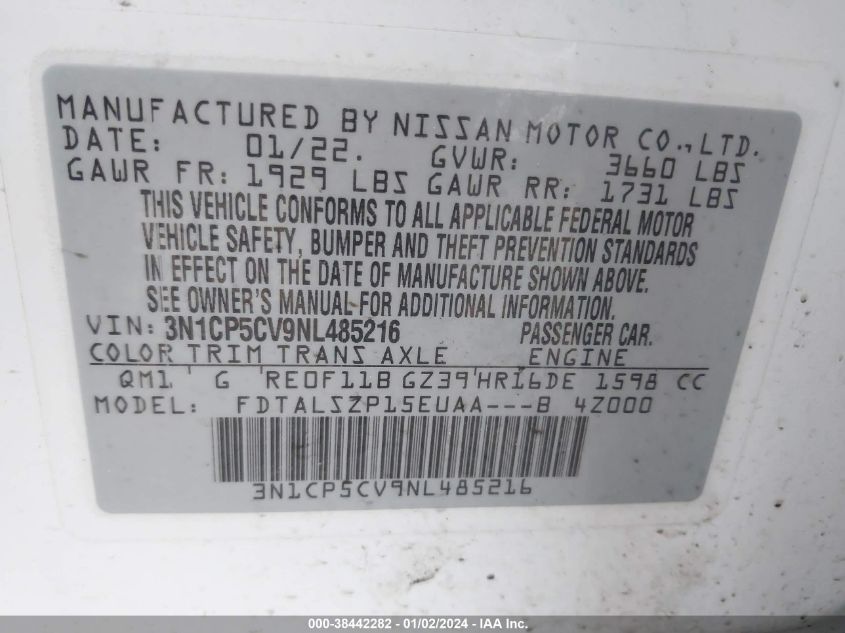 MANUFACTURED BY NISSAN MOTOR CO., LTD.
DATE: 01/22. GVWR: 3660 LBS
GAWR FR: 1929 LBS GAWR RR: 1731 LBS
THIS VEHICLE CONFORMS TO ALL APPLICABLE FEDERAL MOTOR
VEHICLE SAFETY, BUMPER AND THEFT PREVENTION STANDARDS
IN EFFECT ON THE DATE OF MANUFACTURE SHOWN ABOVE.
SEE OWNER'S MANUAL FOR ADDITIONAL INFORMATION.
VIN: 3N1CP5CV9NL485216 PASSENGER CAR.
COLOR TRIM TRANS AXLE ENGINE
QM1 G RE0F11B GZ39 HR16DE 1598 CC
MODEL: FDTALSZP15EUAA---B 4Z000
3N1CP5CV9NL485216
000-38442282 - 01/02/2024 - IAA Inc.